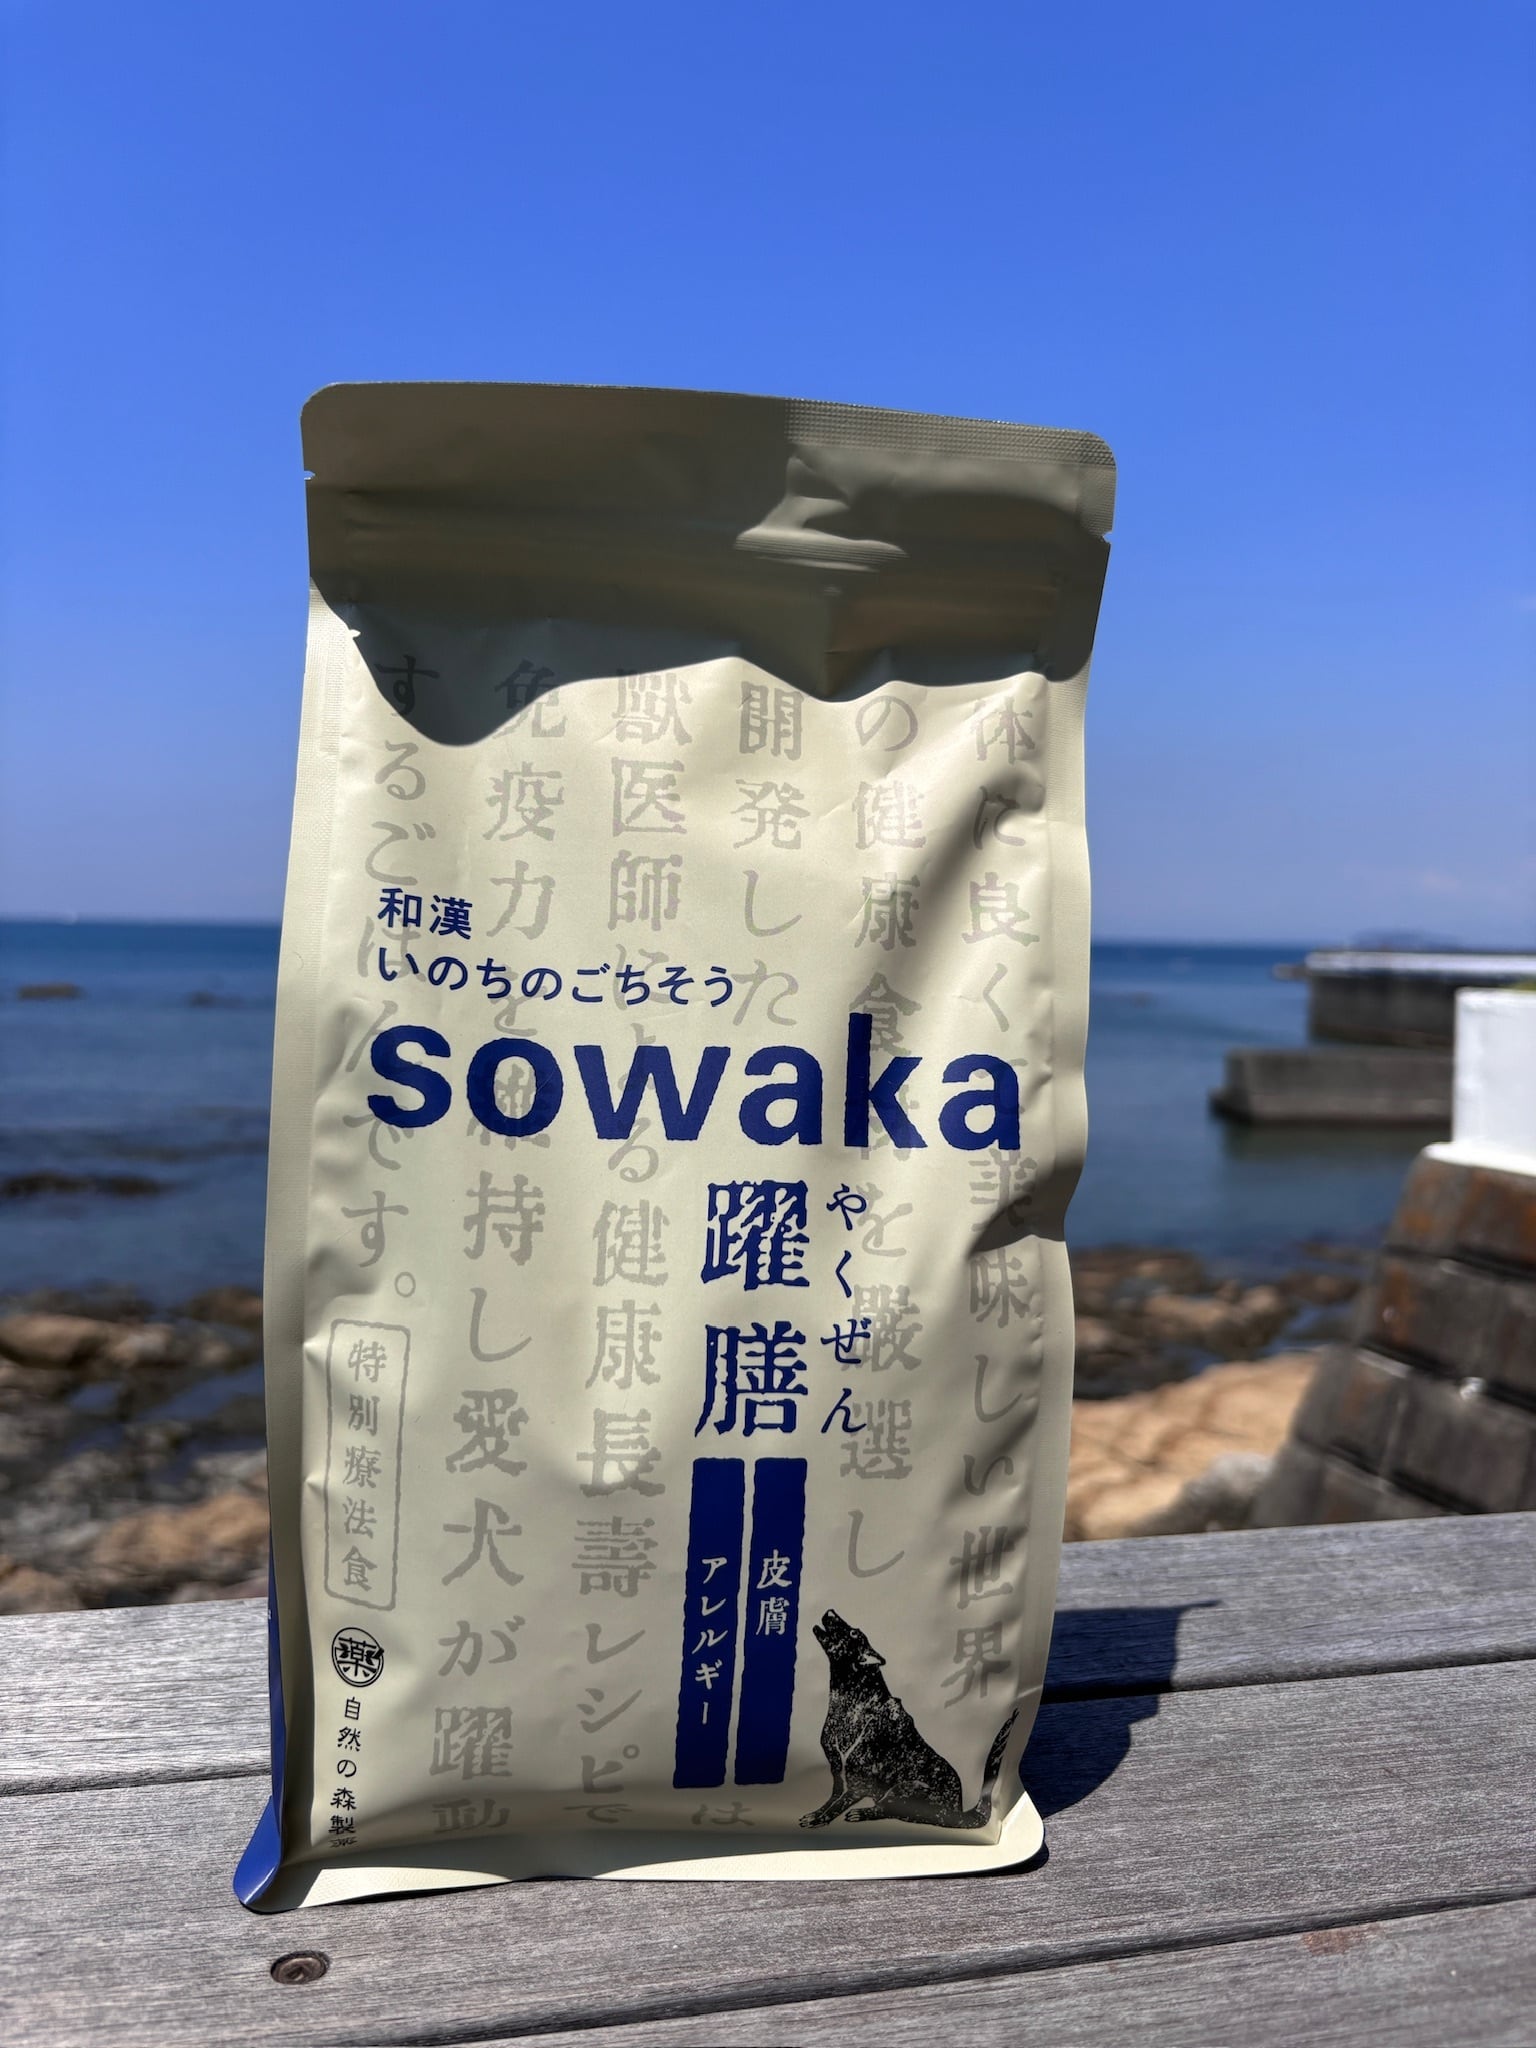 和漢
いのちのごちそう
sowaka
躍膳
やくぜん
皮膚
アレルギー
体に良くて美味しい世界
の健康食材を厳選し
開発した
は
獣医師による健康長寿レシピで
免疫力を維持し愛犬が躍動
するごはんです。
特別療法食
薬
自然の森製薬